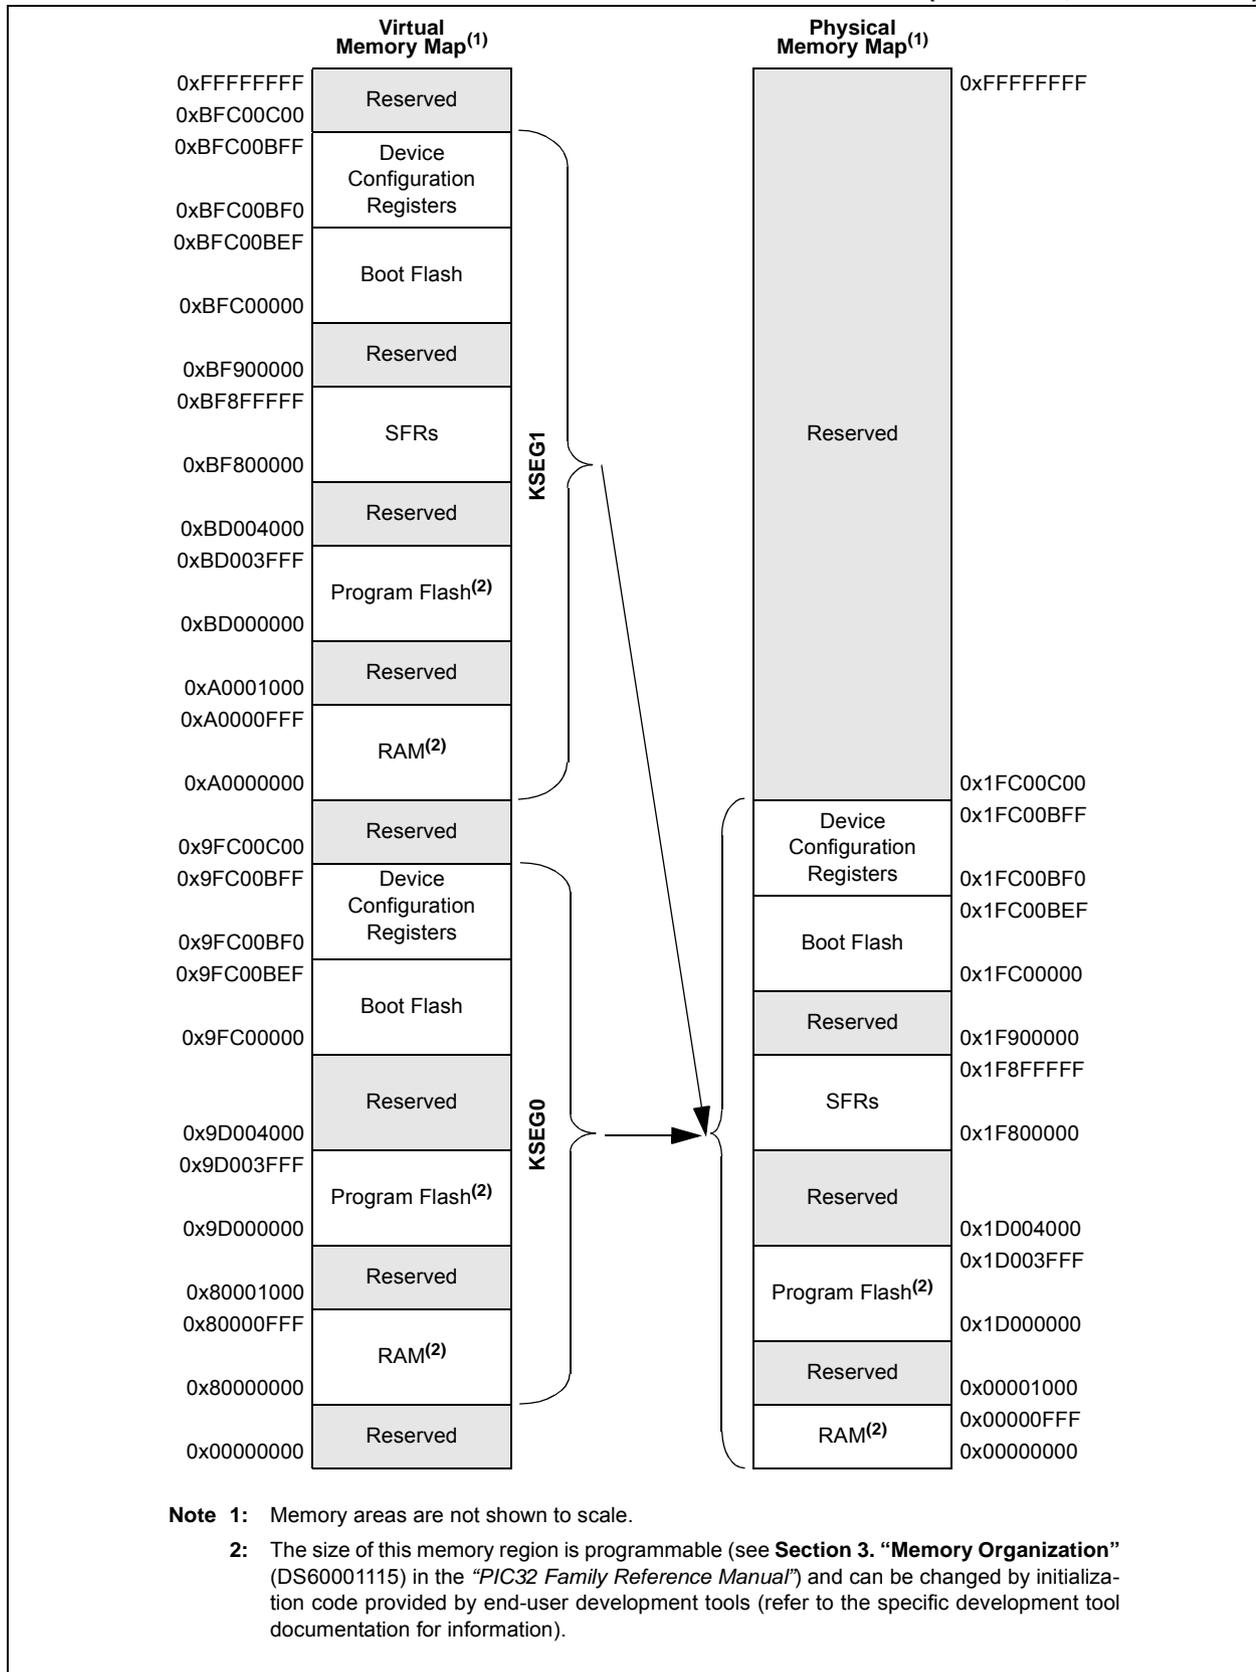 Virtual
Memory Map(1)
0xFFFFFFFF
Reserved
0xBFC00C00
0xBFC00BFF
Device
Configuration
Registers
0xBFC00BF0
0xBFC00BEF
Boot Flash
0xBFC00000
Reserved
0xBF900000
0xBF8FFFFF
SFRs
0xBF800000
Reserved
0xBD004000
0xBD003FFF
Program Flash(2)
0xBD000000
Reserved
0xA0001000
0xA0000FFF
RAM(2)
0xA0000000
KSEG1
Reserved
0x9FC00C00
0x9FC00BFF
Device
Configuration
Registers
0x9FC00BF0
0x9FC00BEF
Boot Flash
0x9FC00000
Reserved
0x9D004000
0x9D003FFF
Program Flash(2)
0x9D000000
Reserved
0x80001000
0x80000FFF
RAM(2)
0x80000000
KSEG0
Reserved
0x00000000
Physical
Memory Map(1)
0xFFFFFFFF
Reserved
0x1FC00C00
0x1FC00BFF
Device
Configuration
Registers
0x1FC00BF0
0x1FC00BEF
Boot Flash
0x1FC00000
Reserved
0x1F900000
0x1F8FFFFF
SFRs
0x1F800000
Reserved
0x1D004000
0x1D003FFF
Program Flash(2)
0x1D000000
Reserved
0x00001000
0x00000FFF
RAM(2)
0x00000000
Note 1: Memory areas are not shown to scale.
2: The size of this memory region is programmable (see Section 3. “Memory Organization”
(DS60001115) in the “PIC32 Family Reference Manual”) and can be changed by initializa-
tion code provided by end-user development tools (refer to the specific development tool
documentation for information).